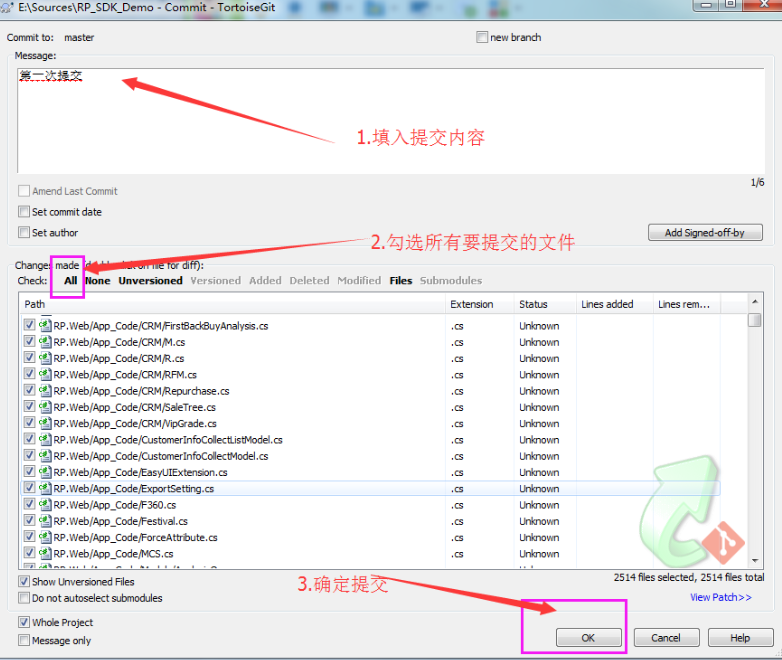 E:\Sources\RP_SDK_Demo - Commit - TortoiseGit
Commit to: master
new branch
Message:
第一次提交
1.填入提交内容
1/6
Amend Last Commit
Set commit date
Set author
Add Signed-off-by
2.勾选所有要提交的文件
Changes made on file for diff):
Check: All None Unversioned Versioned Added Deleted Modified Files Submodules
Path Extension Status Lines added Lines rem...
RP.Web/App_Code/CRM/FirstBackBuyAnalysis.cs .cs Unknown
RP.Web/App_Code/CRM/M.cs .cs Unknown
RP.Web/App_Code/CRM/R.cs .cs Unknown
RP.Web/App_Code/CRM/RFM.cs .cs Unknown
RP.Web/App_Code/CRM/Repurchase.cs .cs Unknown
RP.Web/App_Code/CRM/SaleTree.cs .cs Unknown
RP.Web/App_Code/CRM/VipGrade.cs .cs Unknown
RP.Web/App_Code/CustomerInfoCollectListModel.cs .cs Unknown
RP.Web/App_Code/CustomerInfoCollectModel.cs .cs Unknown
RP.Web/App_Code/EasyUIExtension.cs .cs Unknown
RP.Web/App_Code/ExportSetting.cs .cs Unknown
RP.Web/App_Code/F360.cs .cs Unknown
RP.Web/App_Code/Festival.cs .cs Unknown
RP.Web/App_Code/ForceAttribute.cs .cs Unknown
RP.Web/App_Code/MCS.cs .cs Unknown
Show Unversioned Files
2514 files selected, 2514 files total
3.确定提交
Do not autoselect submodules
View Patch>>
Whole Project
Message only
OK Cancel Help